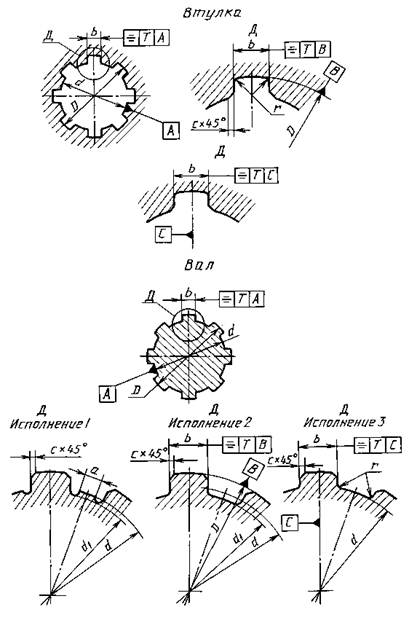 Втулка
Д
b
⌯ T A
d
D
A
Д
b
⌯ T B
B
c×45°
r
D
Д
b
⌯ T C
C
Вал
Д
b
⌯ T A
d
D
A
Д
Исполнение 1
c×45°
a
d₁
d
Д
Исполнение 2
b
⌯ T B
c×45°
B
D
d₁
d
Д
Исполнение 3
b
⌯ T C
c×45°
r
C
d